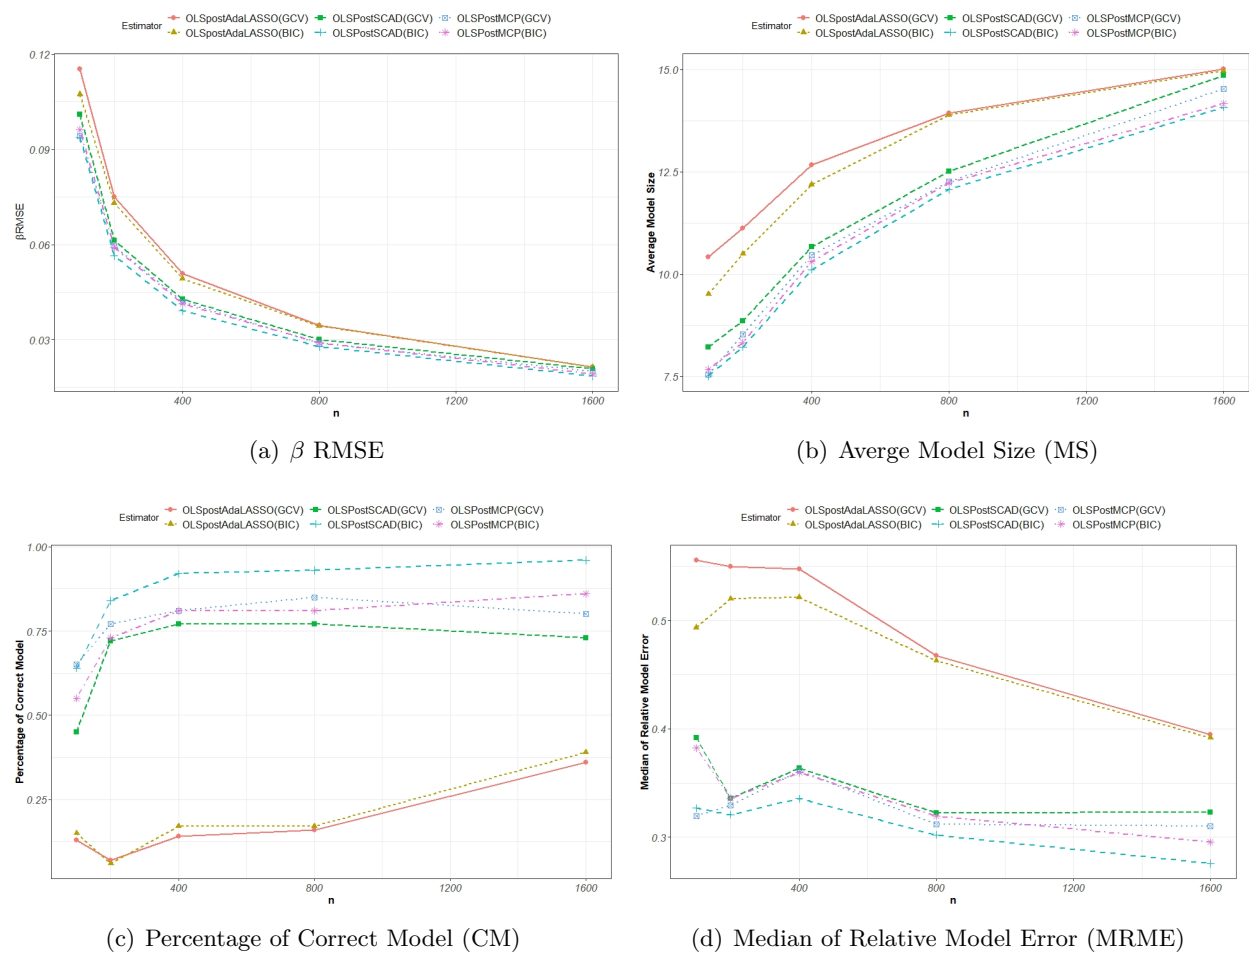 Estimator
OLSpostAdaLASSO(GCV) OLSPostSCAD(GCV) OLSPostMCP(GCV)
OLSpostAdaLASSO(BIC) OLSPostSCAD(BIC) OLSPostMCP(BIC)
0.12
0.09
0.06
0.03
βRMSE
400 800 1200 1600
n
(a) β RMSE
Estimator
OLSpostAdaLASSO(GCV) OLSPostSCAD(GCV) OLSPostMCP(GCV)
OLSpostAdaLASSO(BIC) OLSPostSCAD(BIC) OLSPostMCP(BIC)
15.0
12.5
10.0
7.5
Average Model Size
400 800 1200 1600
n
(b) Averge Model Size (MS)
Estimator
OLSpostAdaLASSO(GCV) OLSPostSCAD(GCV) OLSPostMCP(GCV)
OLSpostAdaLASSO(BIC) OLSPostSCAD(BIC) OLSPostMCP(BIC)
1.00
0.75
0.50
0.25
Percentage of Correct Model
400 800 1200 1600
n
(c) Percentage of Correct Model (CM)
Estimator
OLSpostAdaLASSO(GCV) OLSPostSCAD(GCV) OLSPostMCP(GCV)
OLSpostAdaLASSO(BIC) OLSPostSCAD(BIC) OLSPostMCP(BIC)
0.5
0.4
0.3
Median of Relative Model Error
400 800 1200 1600
n
(d) Median of Relative Model Error (MRME)